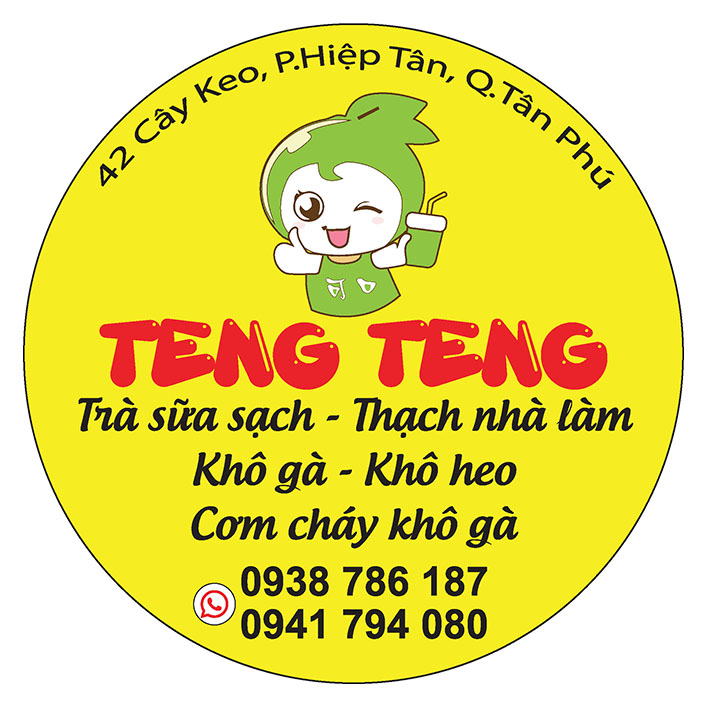 42 Cây Keo, P.Hiệp Tân, Q.Tân Phú
TENG TENG
Trà sữa sạch - Thạch nhà làm
Khô gà - Khô heo
Cơm cháy khô gà
0938 786 187
0941 794 080